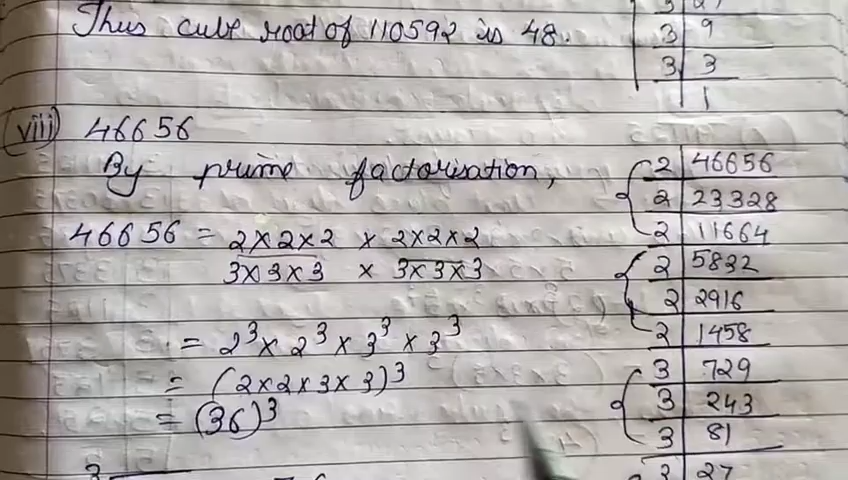 Thus cube root of 110592 is 48.
3 27
3 9
3 3
1
(viii) 46656
By prime factorisation,
46656 = 2×2×2 × 2×2×2
3×3×3 × 3×3×3
= 2³ × 2³ × 3³ × 3³
= (2×2×3×3)³
= (36)³
3
2 46656
2 23328
2 11664
2 5832
2 2916
2 1458
3 729
3 243
3 81
3 27